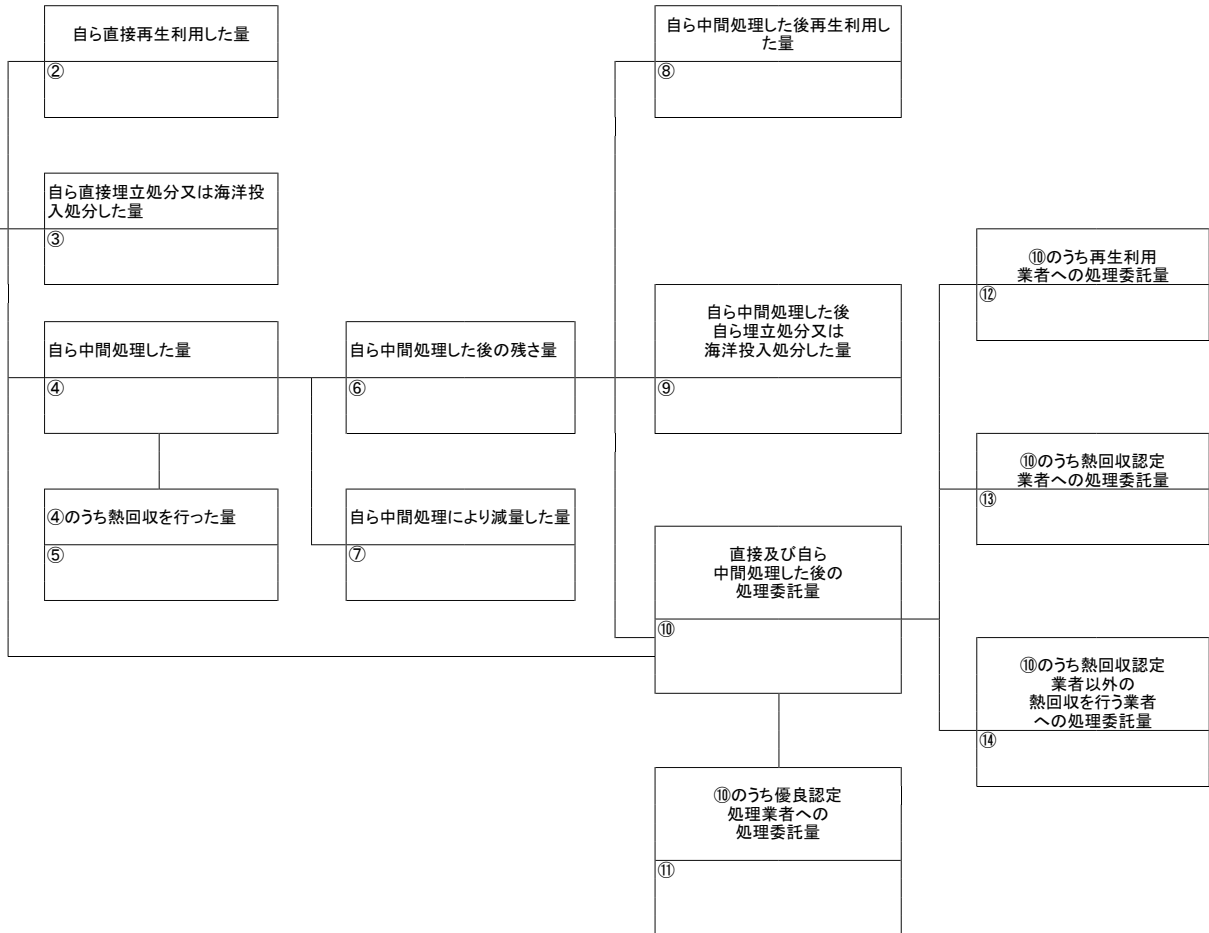 自ら直接再生利用した量
②
自ら直接埋立処分又は海洋投
入処分した量
③
自ら中間処理した量
④
④のうち熱回収を行った量
⑤
自ら中間処理した後の残さ量
⑥
自ら中間処理により減量した量
⑦
自ら中間処理した後再生利用し
た量
⑧
自ら中間処理した後
自ら埋立処分又は
海洋投入処分した量
⑨
直接及び自ら
中間処理した後の
処理委託量
⑩
⑩のうち優良認定
処理業者への
処理委託量
⑪
⑩のうち再生利用
業者への処理委託量
⑫
⑩のうち熱回収認定
業者への処理委託量
⑬
⑩のうち熱回収認定
業者以外の
熱回収を行う業者
への処理委託量
⑭